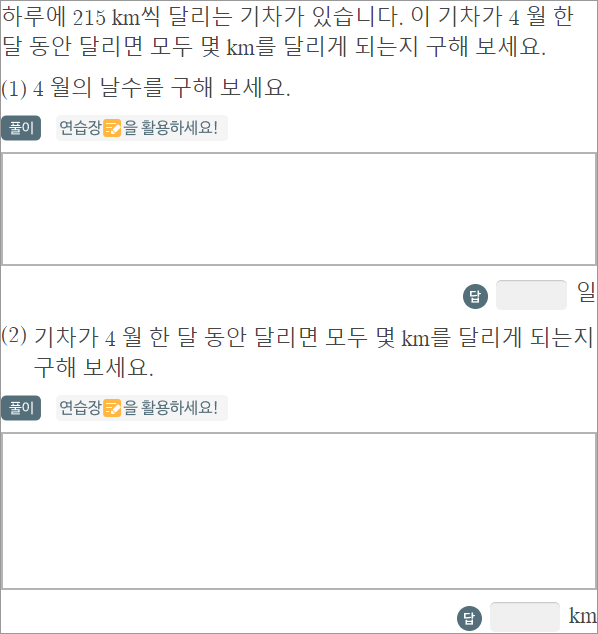 하루에 215 km씩 달리는 기차가 있습니다. 이 기차가 4 월 한
달 동안 달리면 모두 몇 km를 달리게 되는지 구해 보세요.
(1) 4 월의 날수를 구해 보세요.
풀이 연습장을 활용하세요!
답 일
(2) 기차가 4 월 한 달 동안 달리면 모두 몇 km를 달리게 되는지
구해 보세요.
풀이 연습장을 활용하세요!
답 km